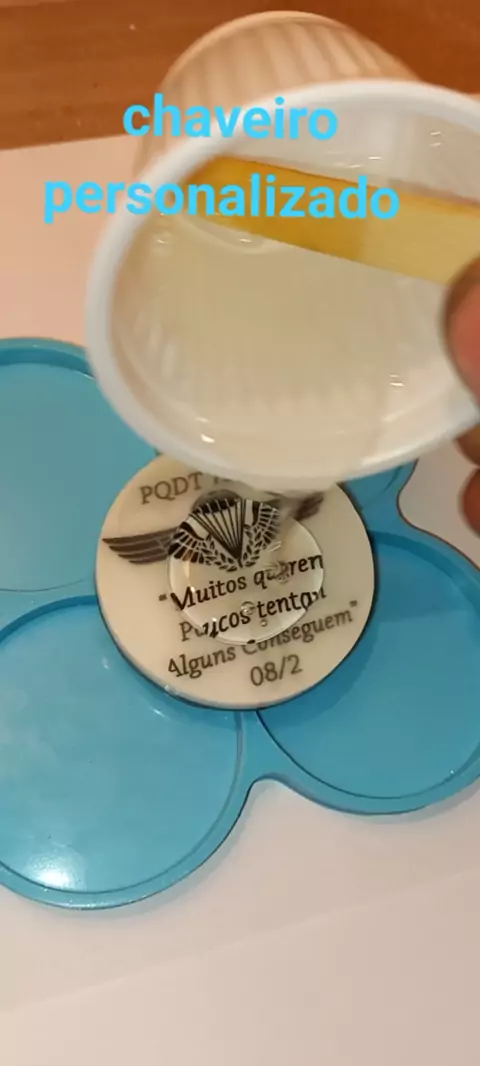 chaveiro
personalizado
PQDT
"Muitos querem
Poucos tentam
Alguns Conseguem"
08/2